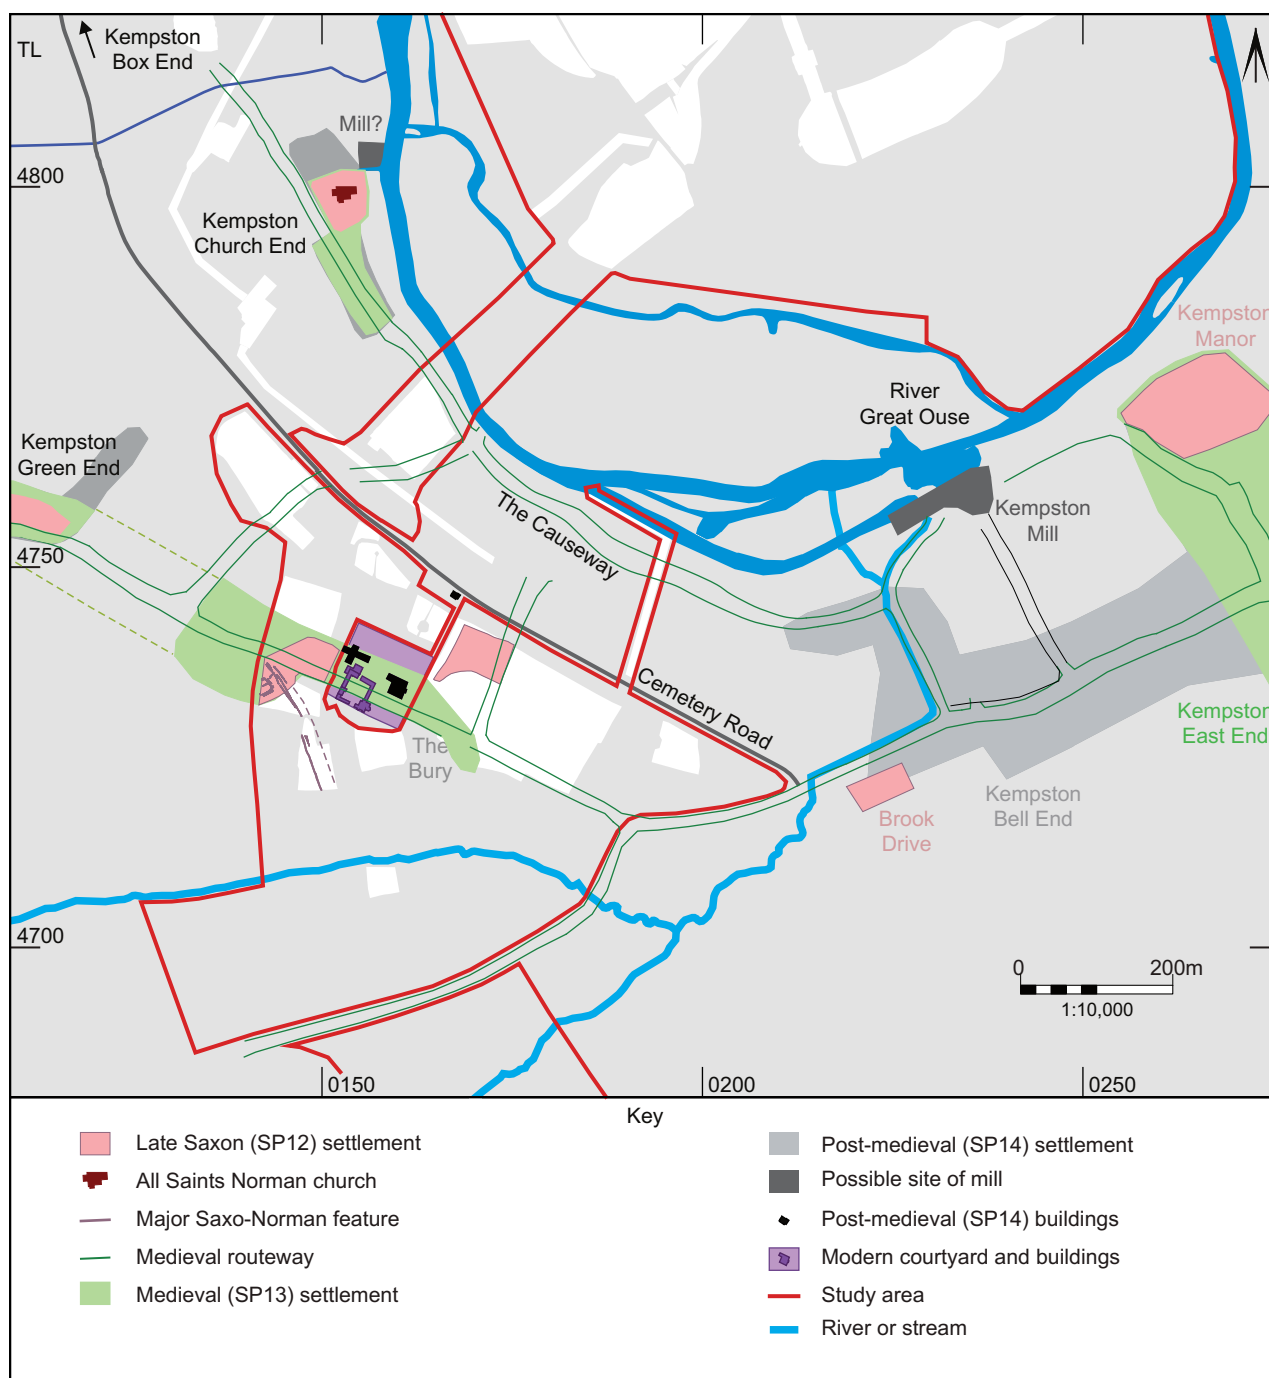 TL
Kempston
Box End
Mill?
4800
Kempston
Church End
Kempston
Manor
River
Great Ouse
Kempston
Green End
The Causeway
Kempston
Mill
4750
Cemetery Road
The
Bury
Kempston
East End
Kempston
Bell End
Brook
Drive
4700
0
200m
1:10,000
0150
0200
0250
Key
Late Saxon (SP12) settlement
All Saints Norman church
Major Saxo-Norman feature
Medieval routeway
Medieval (SP13) settlement
Post-medieval (SP14) settlement
Possible site of mill
Post-medieval (SP14) buildings
Modern courtyard and buildings
Study area
River or stream